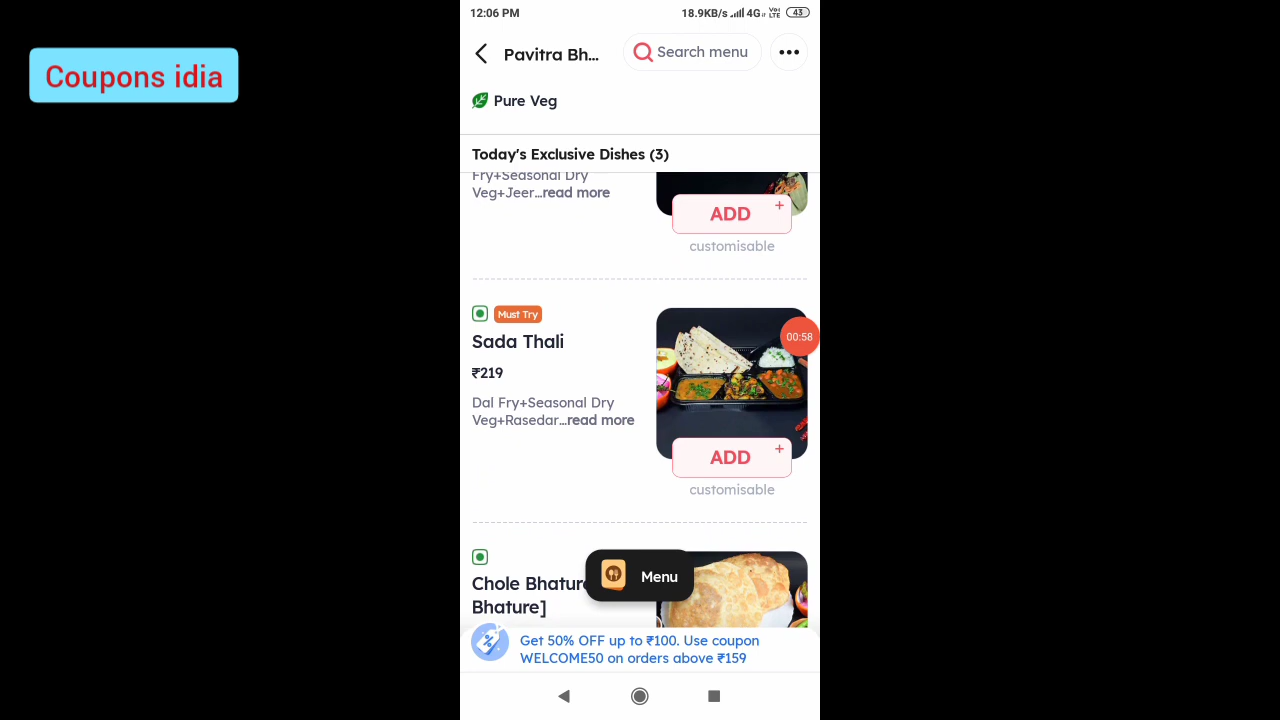 Coupons idia
12:06 PM
18.9KB/s 4G Vo LTE 43
Pavitra Bh...
Search menu
Pure Veg
Today's Exclusive Dishes (3)
Fry+Seasonal Dry
Veg+Jeer...read more
ADD +
customisable
Must Try
Sada Thali
₹219
Dal Fry+Seasonal Dry
Veg+Rasedar...read more
00:58
ADD +
customisable
Chole Bhature
Bhature]
Menu
Get 50% OFF up to ₹100. Use coupon
WELCOME50 on orders above ₹159